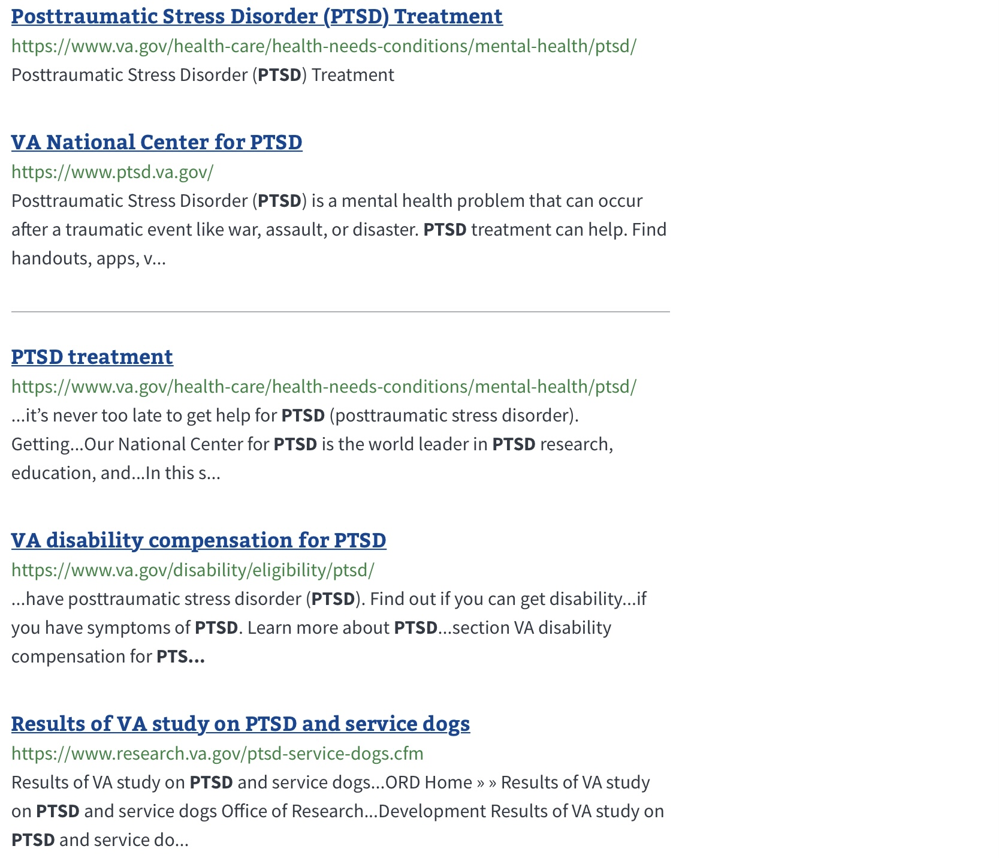 Posttraumatic Stress Disorder (PTSD) Treatment
https://www.va.gov/health-care/health-needs-conditions/mental-health/ptsd/
Posttraumatic Stress Disorder (PTSD) Treatment
VA National Center for PTSD
https://www.ptsd.va.gov/
Posttraumatic Stress Disorder (PTSD) is a mental health problem that can occur
after a traumatic event like war, assault, or disaster. PTSD treatment can help. Find
handouts, apps, v...
PTSD treatment
https://www.va.gov/health-care/health-needs-conditions/mental-health/ptsd/
...it’s never too late to get help for PTSD (posttraumatic stress disorder).
Getting...Our National Center for PTSD is the world leader in PTSD research,
education, and...In this s...
VA disability compensation for PTSD
https://www.va.gov/disability/eligibility/ptsd/
...have posttraumatic stress disorder (PTSD). Find out if you can get disability...if
you have symptoms of PTSD. Learn more about PTSD...section VA disability
compensation for PTS...
Results of VA study on PTSD and service dogs
https://www.research.va.gov/ptsd-service-dogs.cfm
Results of VA study on PTSD and service dogs...ORD Home » » Results of VA study
on PTSD and service dogs Office of Research...Development Results of VA study on
PTSD and service do...